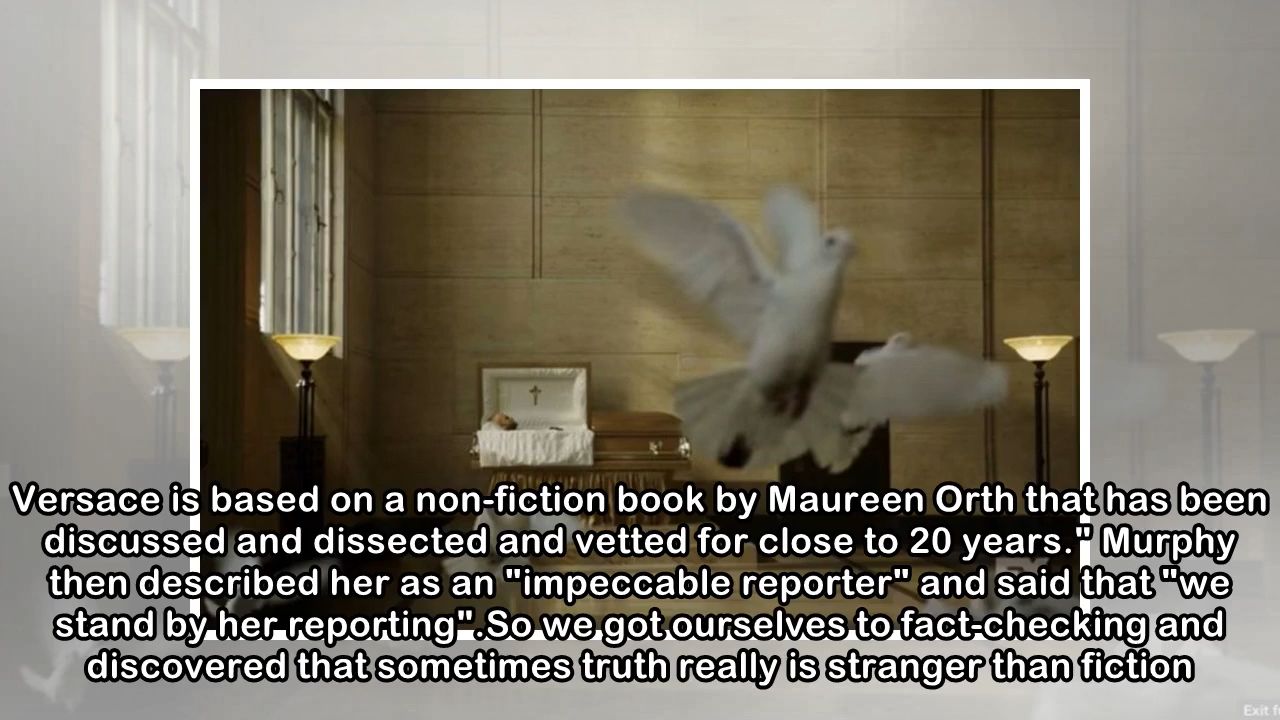 Versace is based on a non-fiction book by Maureen Orth that has been
discussed and dissected and vetted for close to 20 years." Murphy
then described her as an "impeccable reporter" and said that "we
stand by her reporting".So we got ourselves to fact-checking and
discovered that sometimes truth really is stranger than fiction
Exit